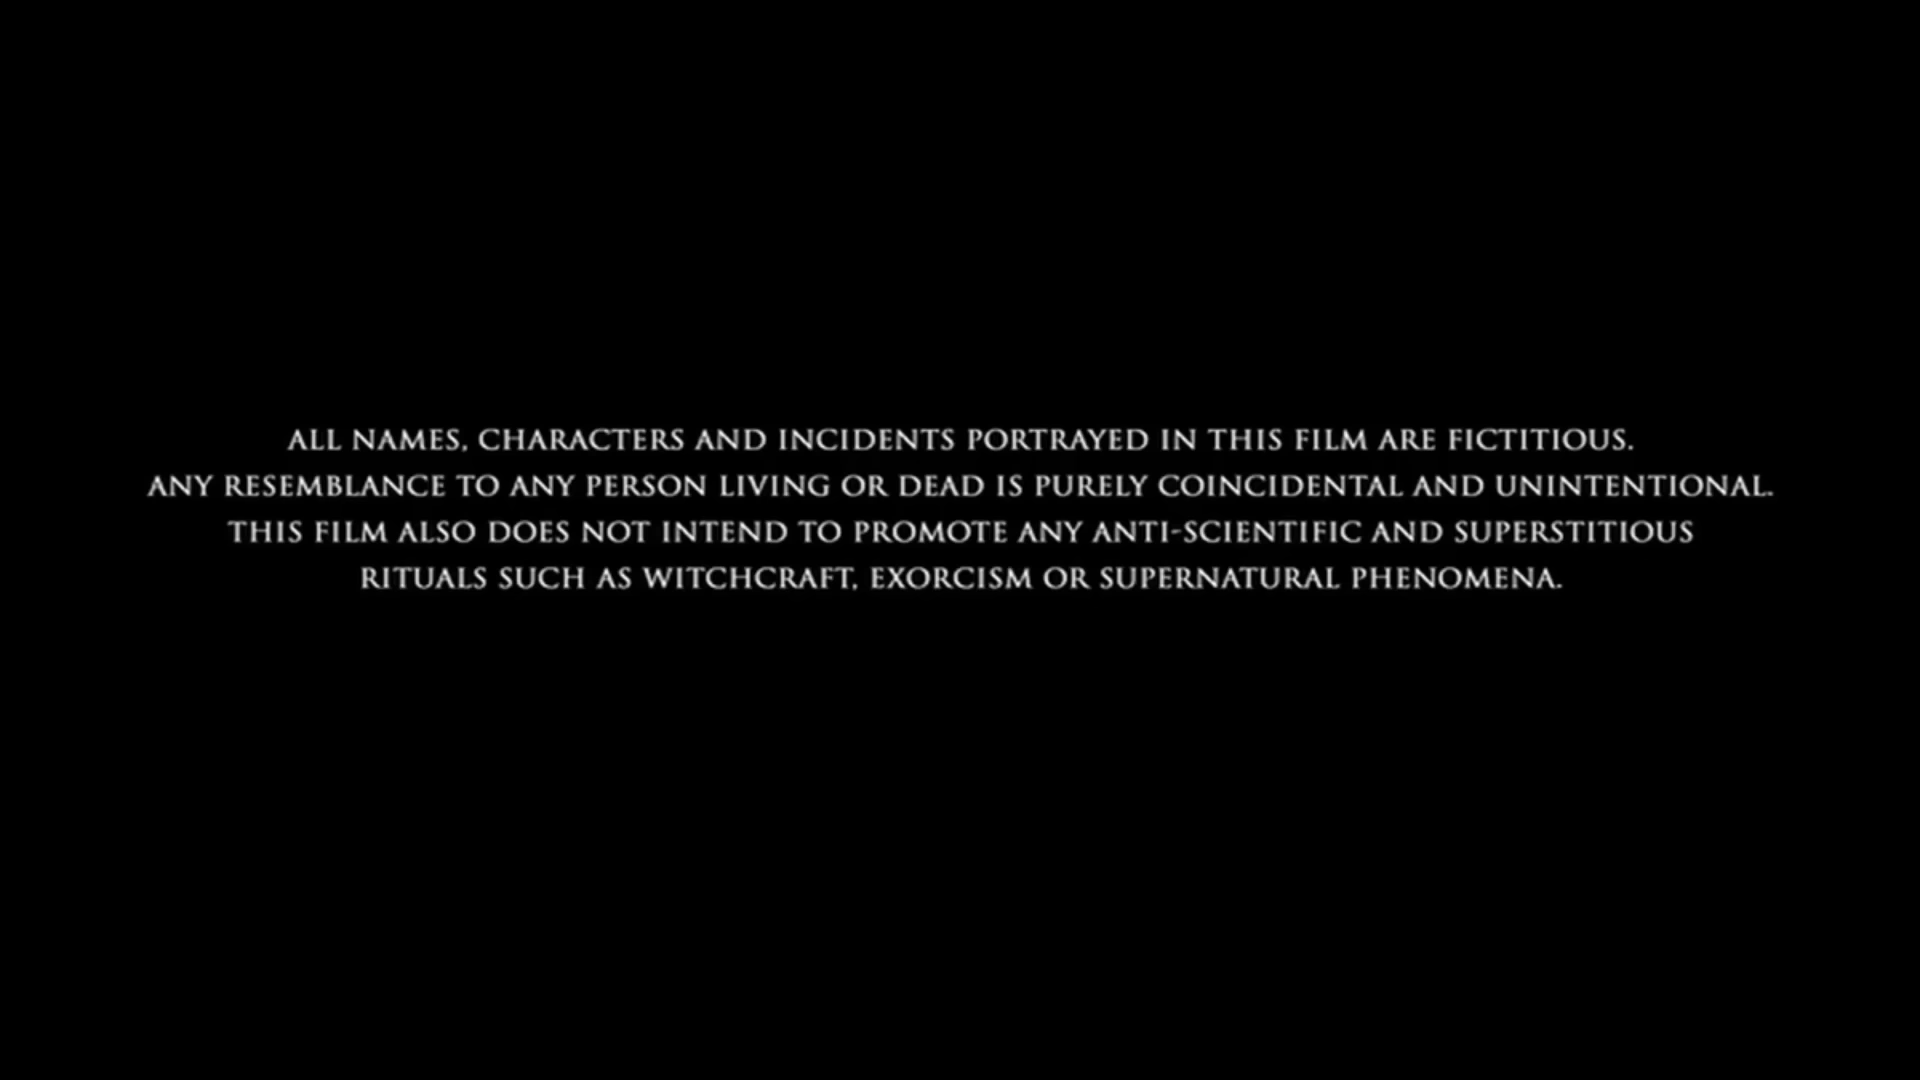 ALL NAMES, CHARACTERS AND INCIDENTS PORTRAYED IN THIS FILM ARE FICTITIOUS.
ANY RESEMBLANCE TO ANY PERSON LIVING OR DEAD IS PURELY COINCIDENTAL AND UNINTENTIONAL.
THIS FILM ALSO DOES NOT INTEND TO PROMOTE ANY ANTI-SCIENTIFIC AND SUPERSTITIOUS
RITUALS SUCH AS WITCHCRAFT, EXORCISM OR SUPERNATURAL PHENOMENA.